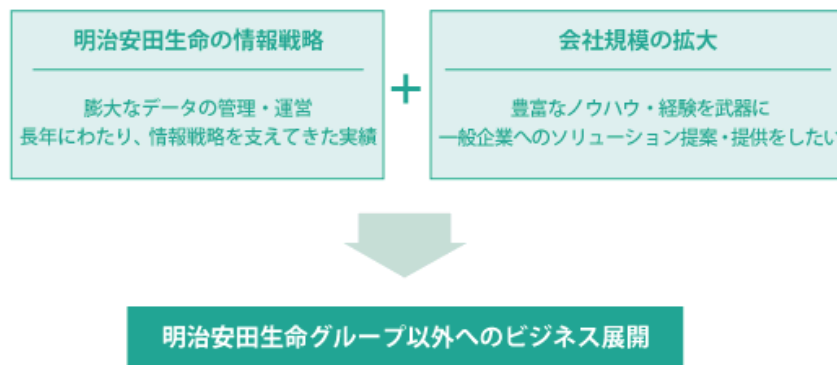 明治安田生命の情報戦略
膨大なデータの管理・運営
長年にわたり、情報戦略を支えてきた実績
+
会社規模の拡大
豊富なノウハウ・経験を武器に
一般企業へのソリューション提案・提供をしたい
明治安田生命グループ以外へのビジネス展開